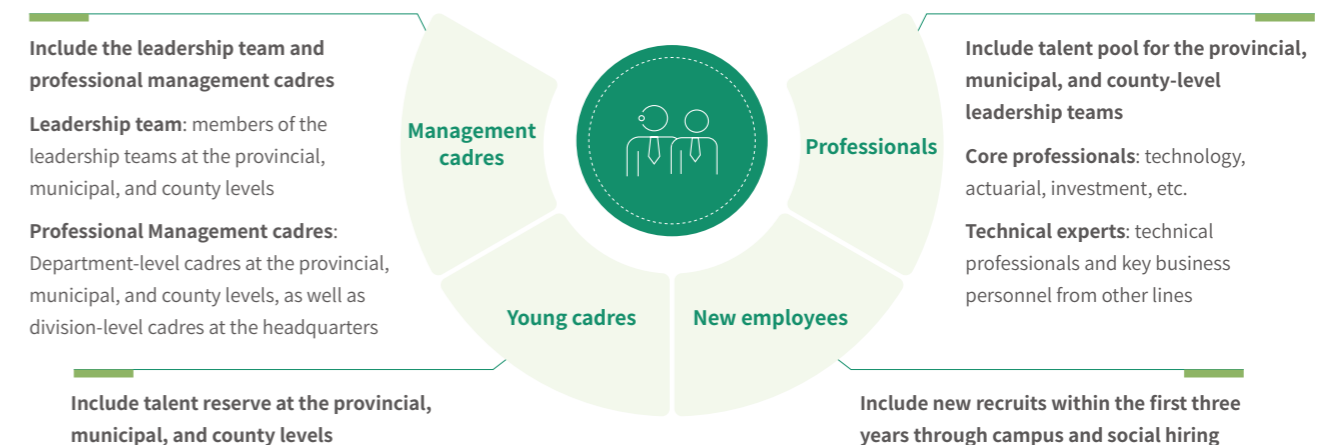 Include the leadership team and
professional management cadres
Leadership team: members of the
leadership teams at the provincial,
municipal, and county levels
Professional Management cadres:
Department-level cadres at the provincial,
municipal, and county levels, as well as
division-level cadres at the headquarters
Management
cadres
Professionals
Include talent pool for the provincial,
municipal, and county-level
leadership teams
Core professionals: technology,
actuarial, investment, etc.
Technical experts: technical
professionals and key business
personnel from other lines
Young cadres
New employees
Include talent reserve at the provincial,
municipal, and county levels
Include new recruits within the first three
years through campus and social hiring